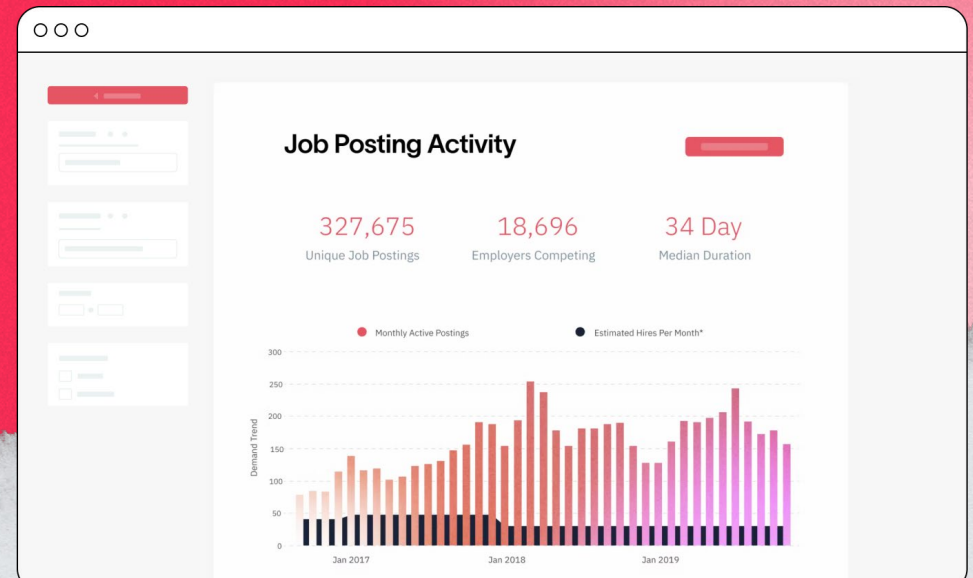 Job Posting Activity
327,675
Unique Job Postings
18,696
Employers Competing
34 Day
Median Duration
Monthly Active Postings
Estimated Hires Per Month*
Demand Trend
300
250
200
150
100
50
0
Jan 2017
Jan 2018
Jan 2019